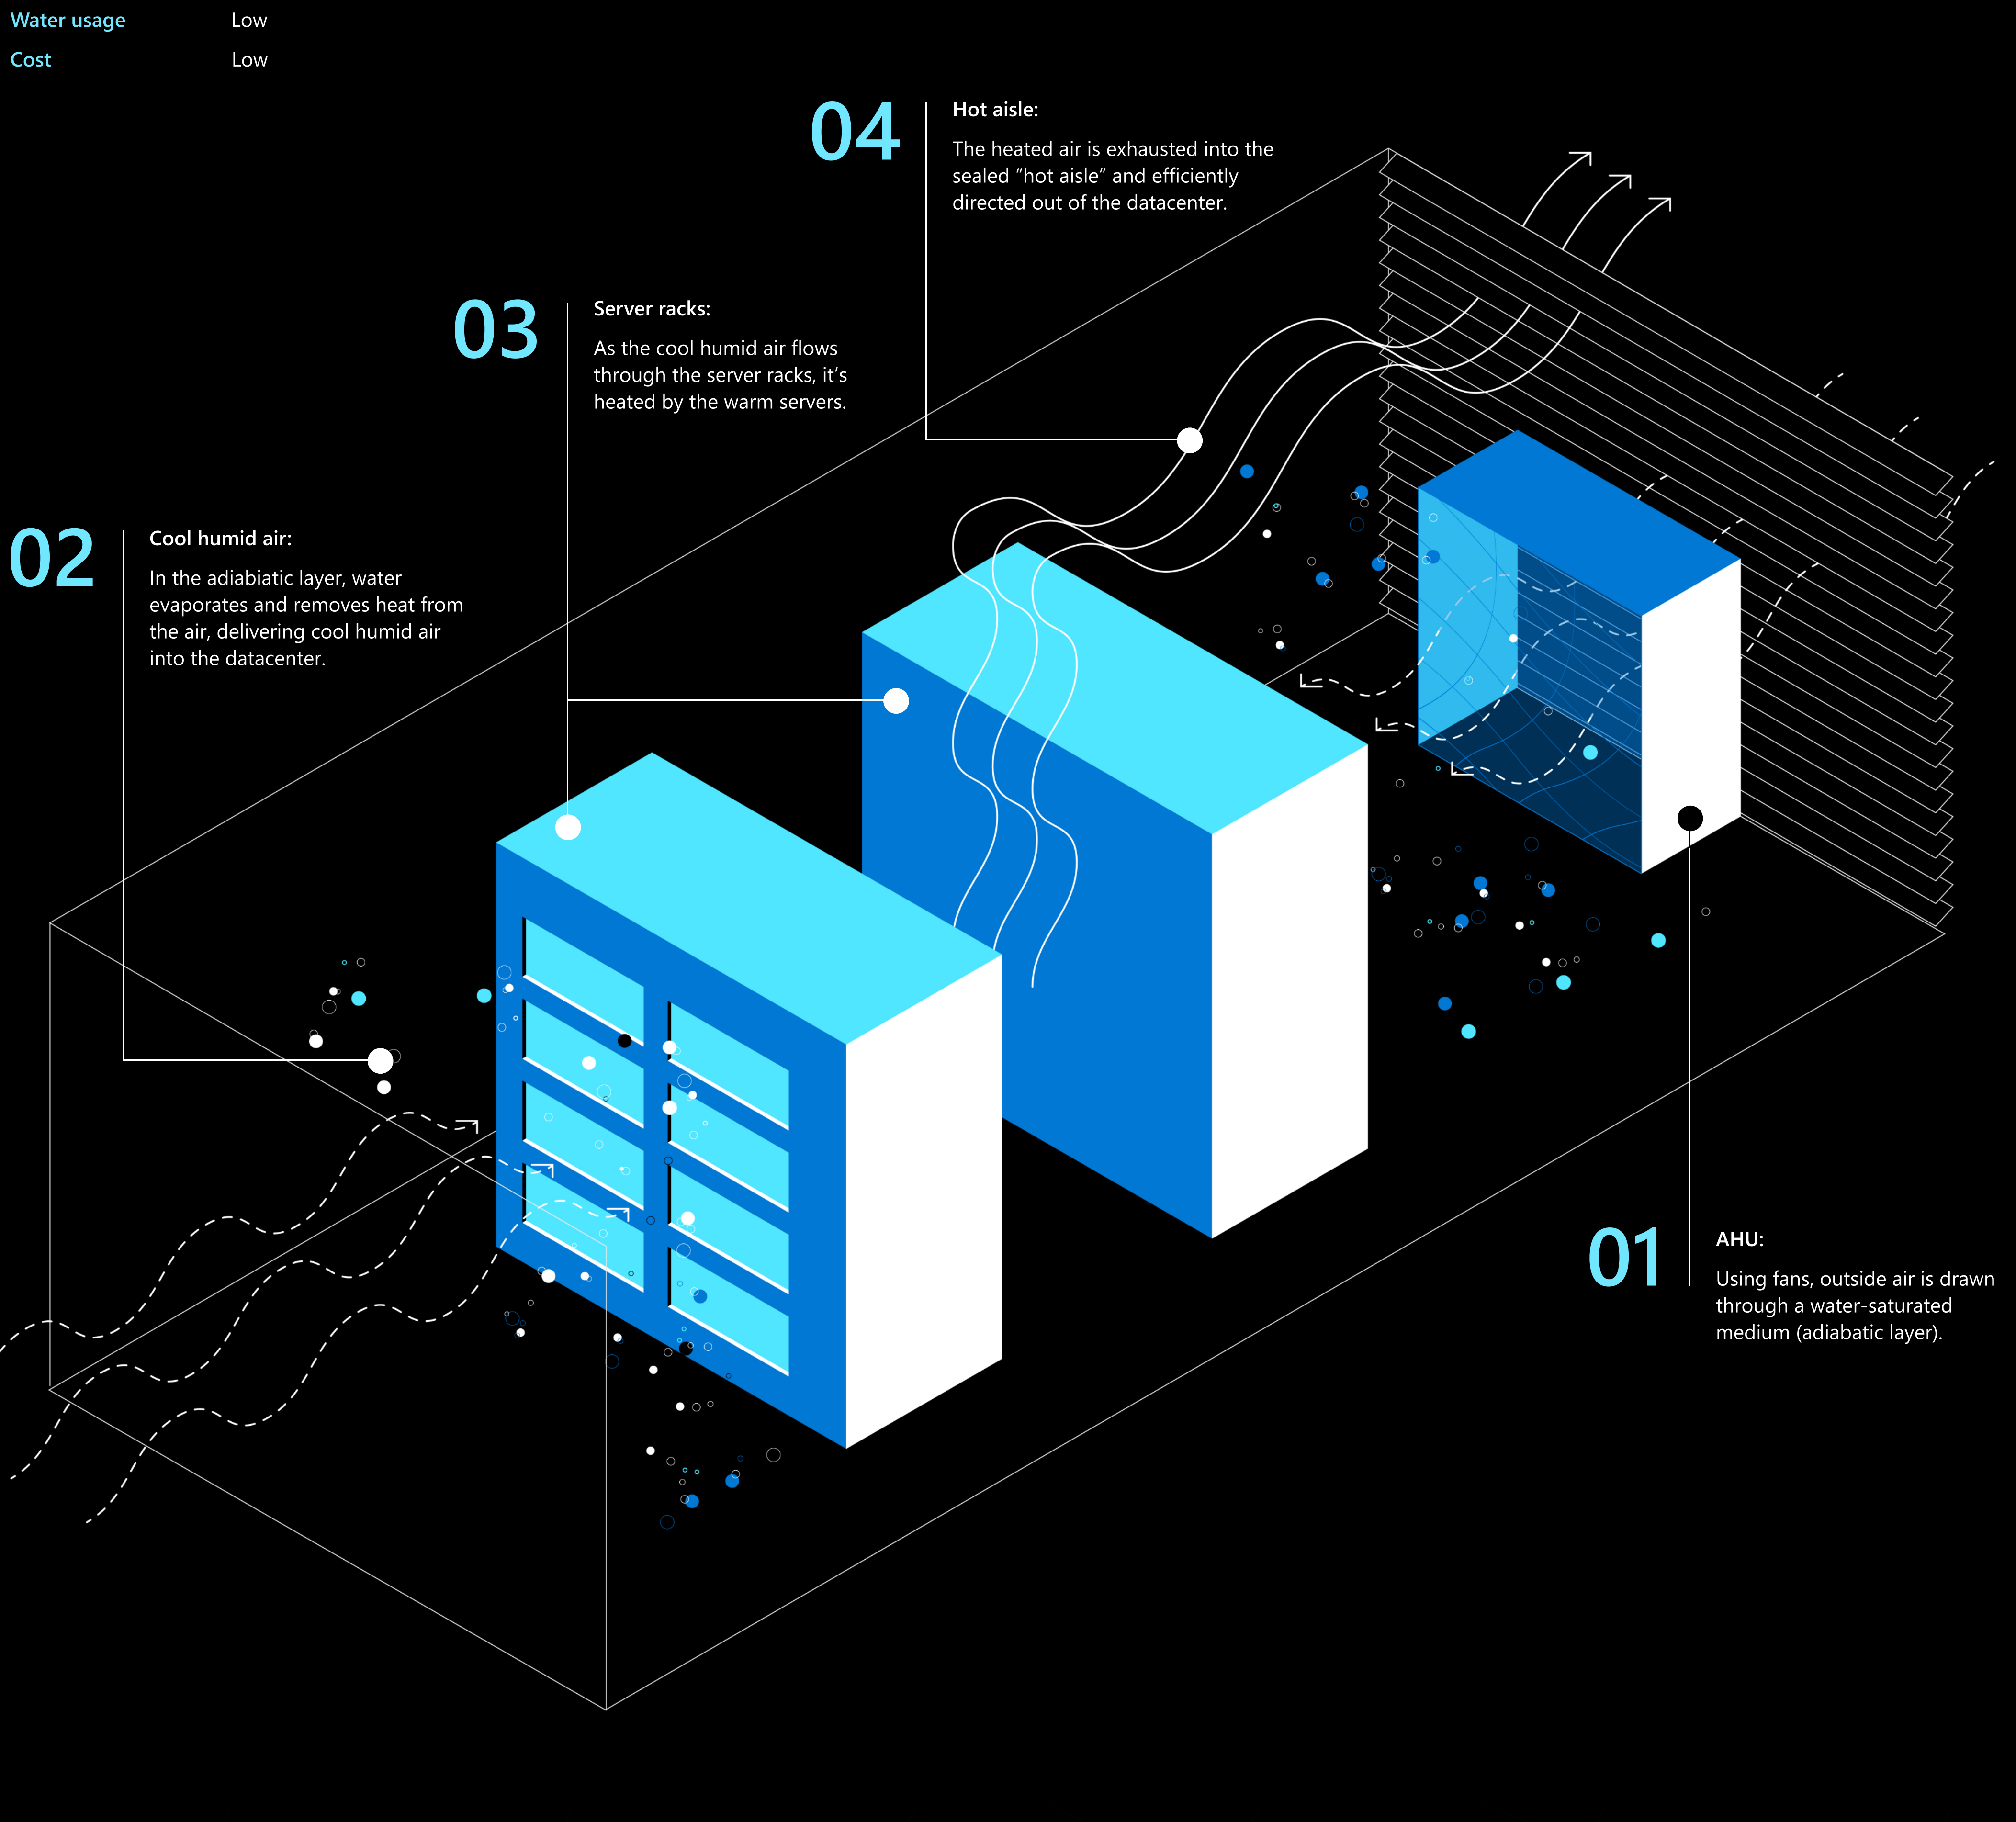 Water usage Low
Cost Low
04
Hot aisle:
The heated air is exhausted into the
sealed “hot aisle” and efficiently
directed out of the datacenter.
03
Server racks:
As the cool humid air flows
through the server racks, it’s
heated by the warm servers.
02
Cool humid air:
In the adiabiatic layer, water
evaporates and removes heat from
the air, delivering cool humid air
into the datacenter.
01
AHU:
Using fans, outside air is drawn
through a water-saturated
medium (adiabatic layer).